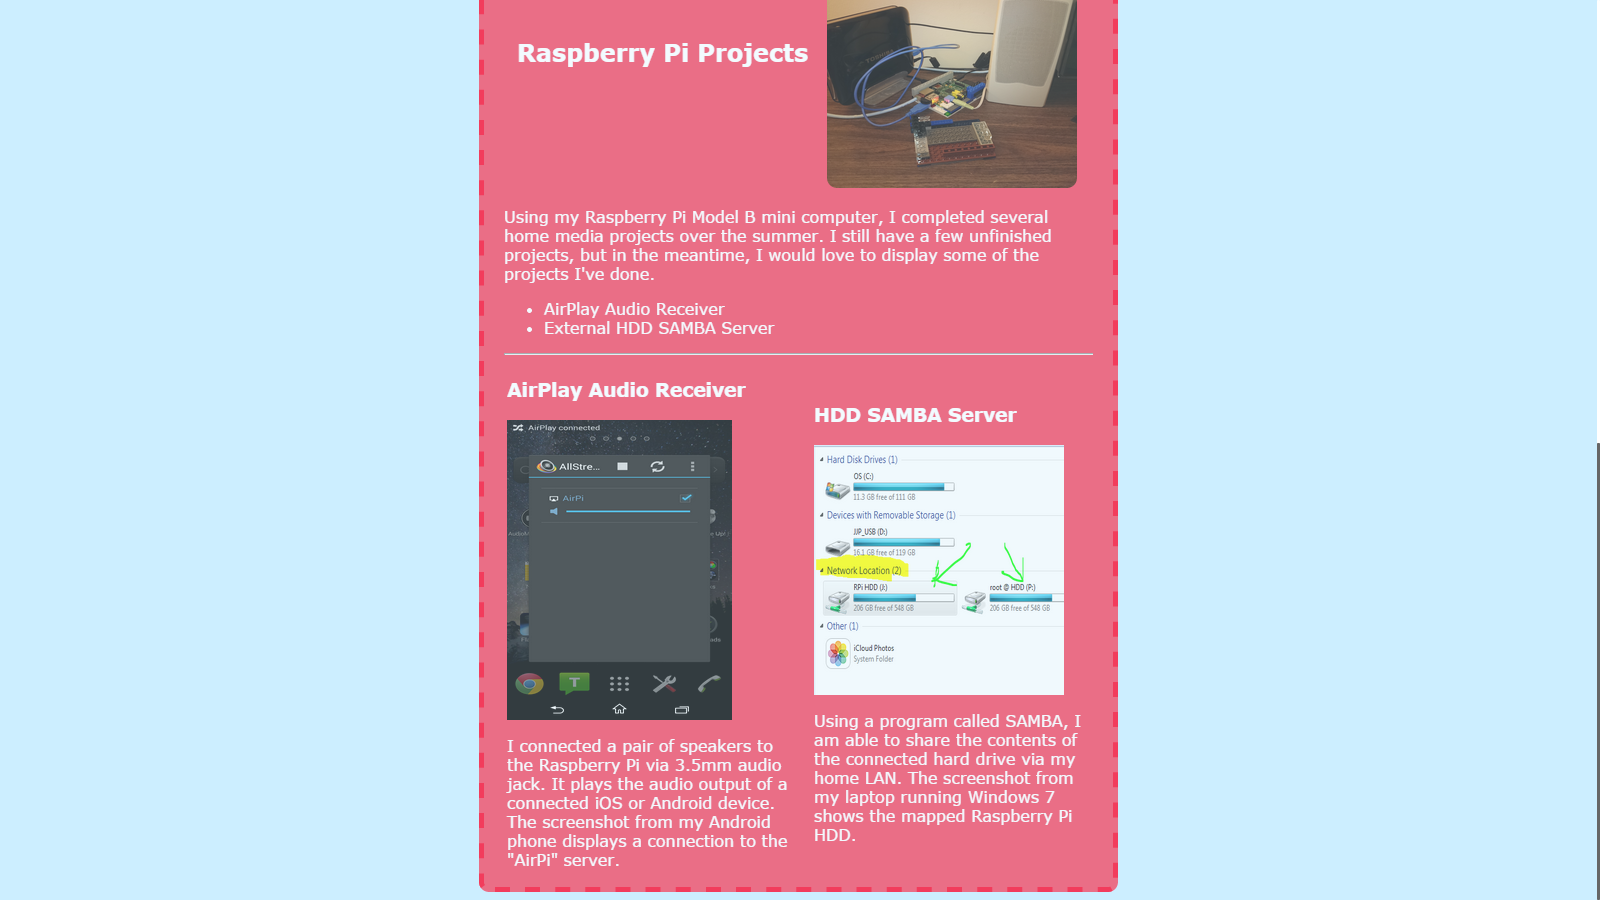 Raspberry Pi Projects
TOSHIBA
Using my Raspberry Pi Model B mini computer, I completed several
home media projects over the summer. I still have a few unfinished
projects, but in the meantime, I would love to display some of the
projects I've done.
• AirPlay Audio Receiver
• External HDD SAMBA Server
AirPlay Audio Receiver
AirPlay connected
AllStre...
AirPi
T
I connected a pair of speakers to
the Raspberry Pi via 3.5mm audio
jack. It plays the audio output of a
connected iOS or Android device.
The screenshot from my Android
phone displays a connection to the
"AirPi" server.
HDD SAMBA Server
Hard Disk Drives (1)
OS (C:)
11.3 GB free of 111 GB
Devices with Removable Storage (1)
JJP_USB (D:)
16.1 GB free of 119 GB
Network Location (2)
RPi HDD (J:)
206 GB free of 548 GB
root @ HDD (P:)
206 GB free of 548 GB
Other (1)
iCloud Photos
System Folder
Using a program called SAMBA, I
am able to share the contents of
the connected hard drive via my
home LAN. The screenshot from
my laptop running Windows 7
shows the mapped Raspberry Pi
HDD.